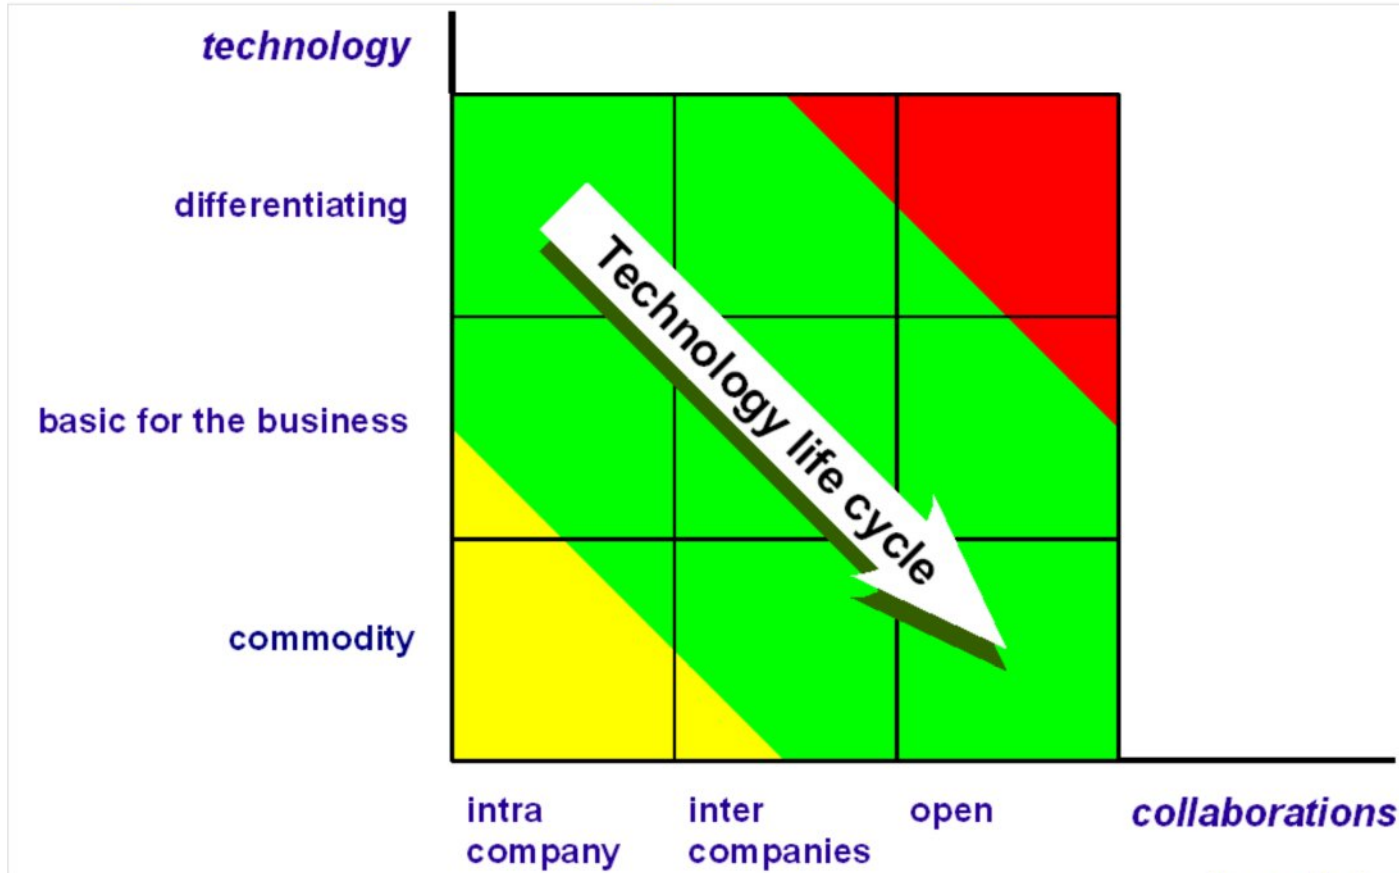 technology
differentiating
basic for the business
commodity
Technology life cycle
intra
company
inter
companies
open
collaborations